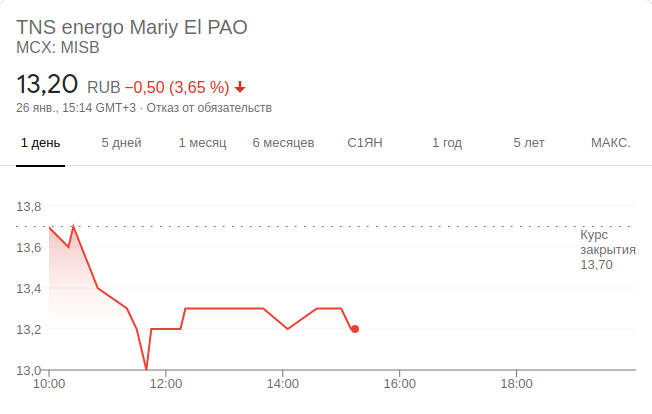 TNS energo Mariy El PAO
MCX: MISB
13,20 RUB −0,50 (3,65 %)
26 янв., 15:14 GMT+3 · Отказ от обязательств
1 день 5 дней 1 месяц 6 месяцев С1ЯН 1 год 5 лет МАКС.
13,8
13,6
13,4
13,2
13,0
Курс
закрытия
13,70
10:00 12:00 14:00 16:00 18:00